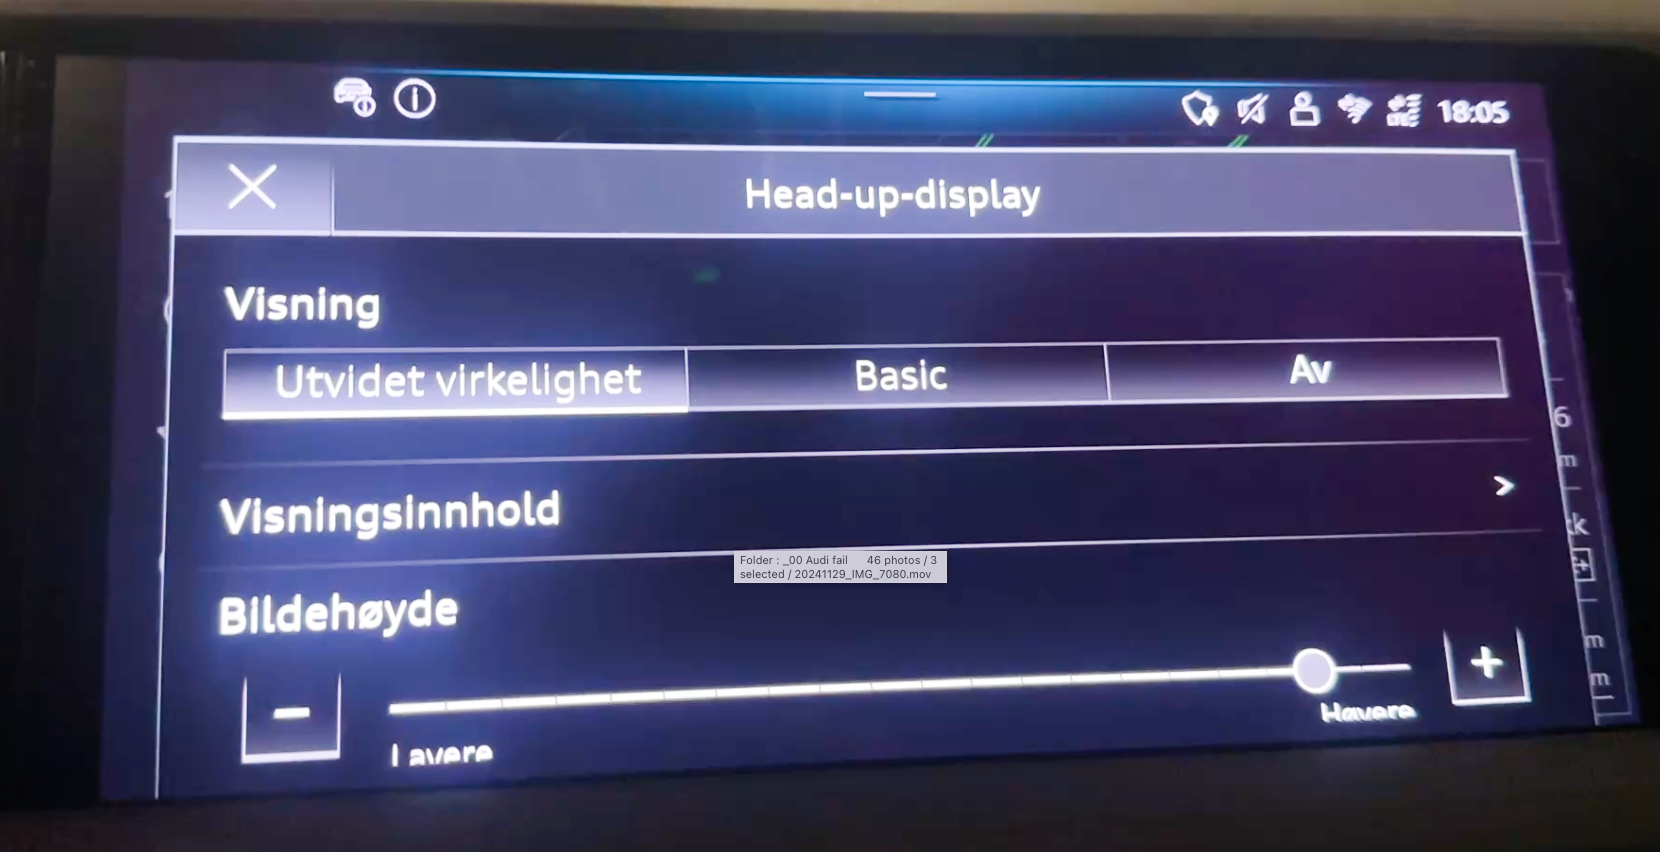 18:05
Head-up-display
Visning
Utvidet virkelighet Basic Av
Visningsinnhold
Folder : _00 Audi fail 46 photos / 3
selected / 20241129_IMG_7080.mov
Bildehøyde
Lavere Høyere
6
m
k
m
m